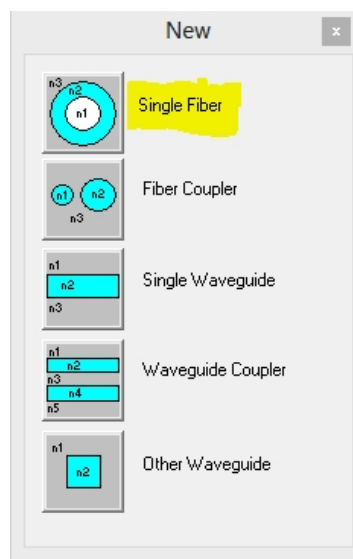 New
x
n3
n2
n1
Single Fiber
n1
n2
n3
Fiber Coupler
n1
n2
n3
Single Waveguide
n1
n2
n3
n4
n5
Waveguide Coupler
n1
n2
Other Waveguide